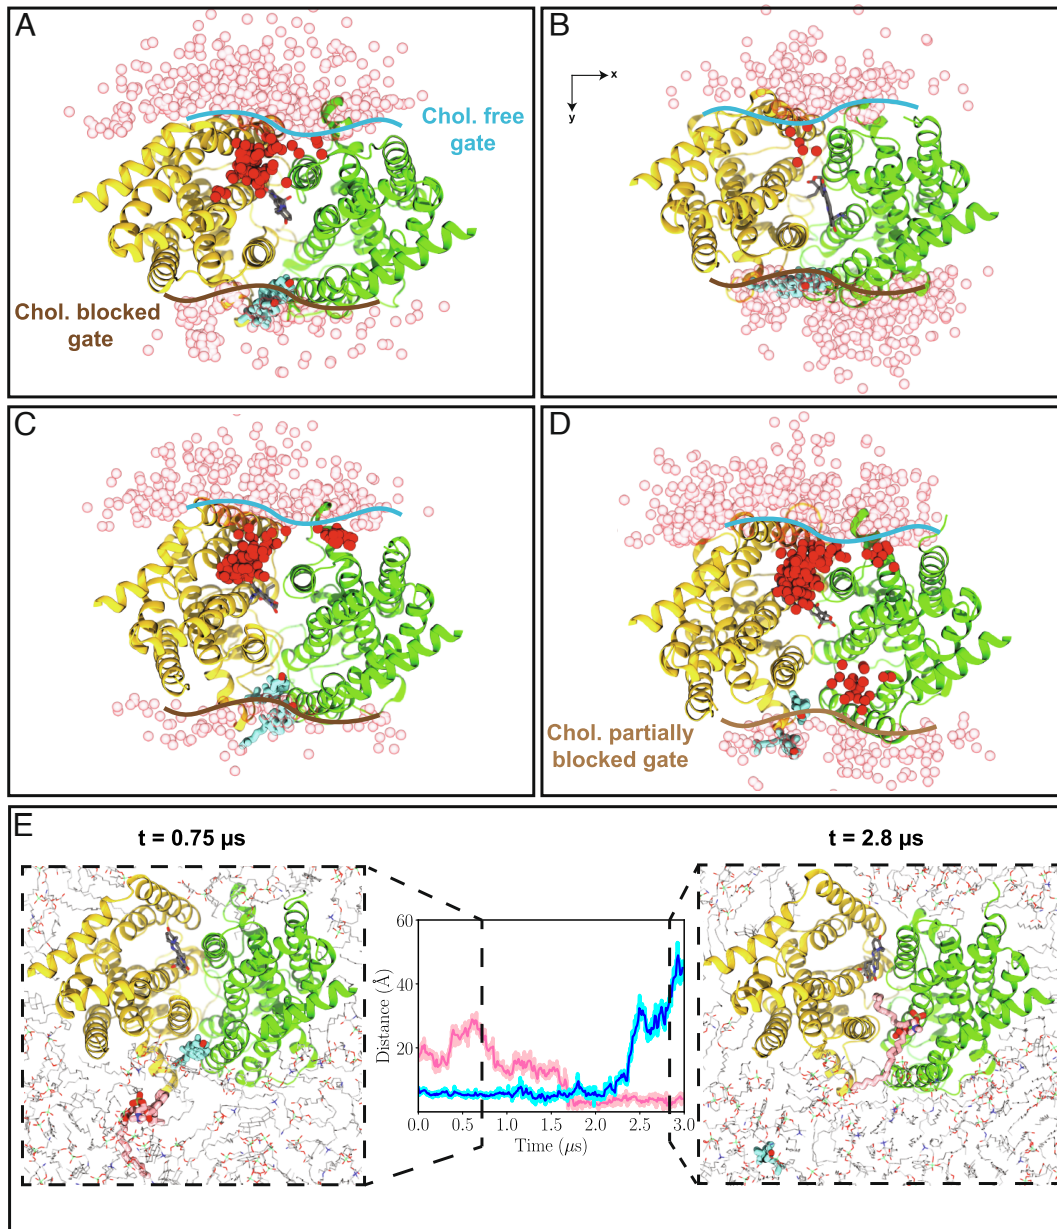 A
Chol. free
gate
Chol. blocked
gate
B
x
y
C
D
Chol. partially
blocked gate
E
t = 0.75 µs
t = 2.8 µs
60
40
20
Distance (Å)
0.0 0.5 1.0 1.5 2.0 2.5 3.0
Time (μs)